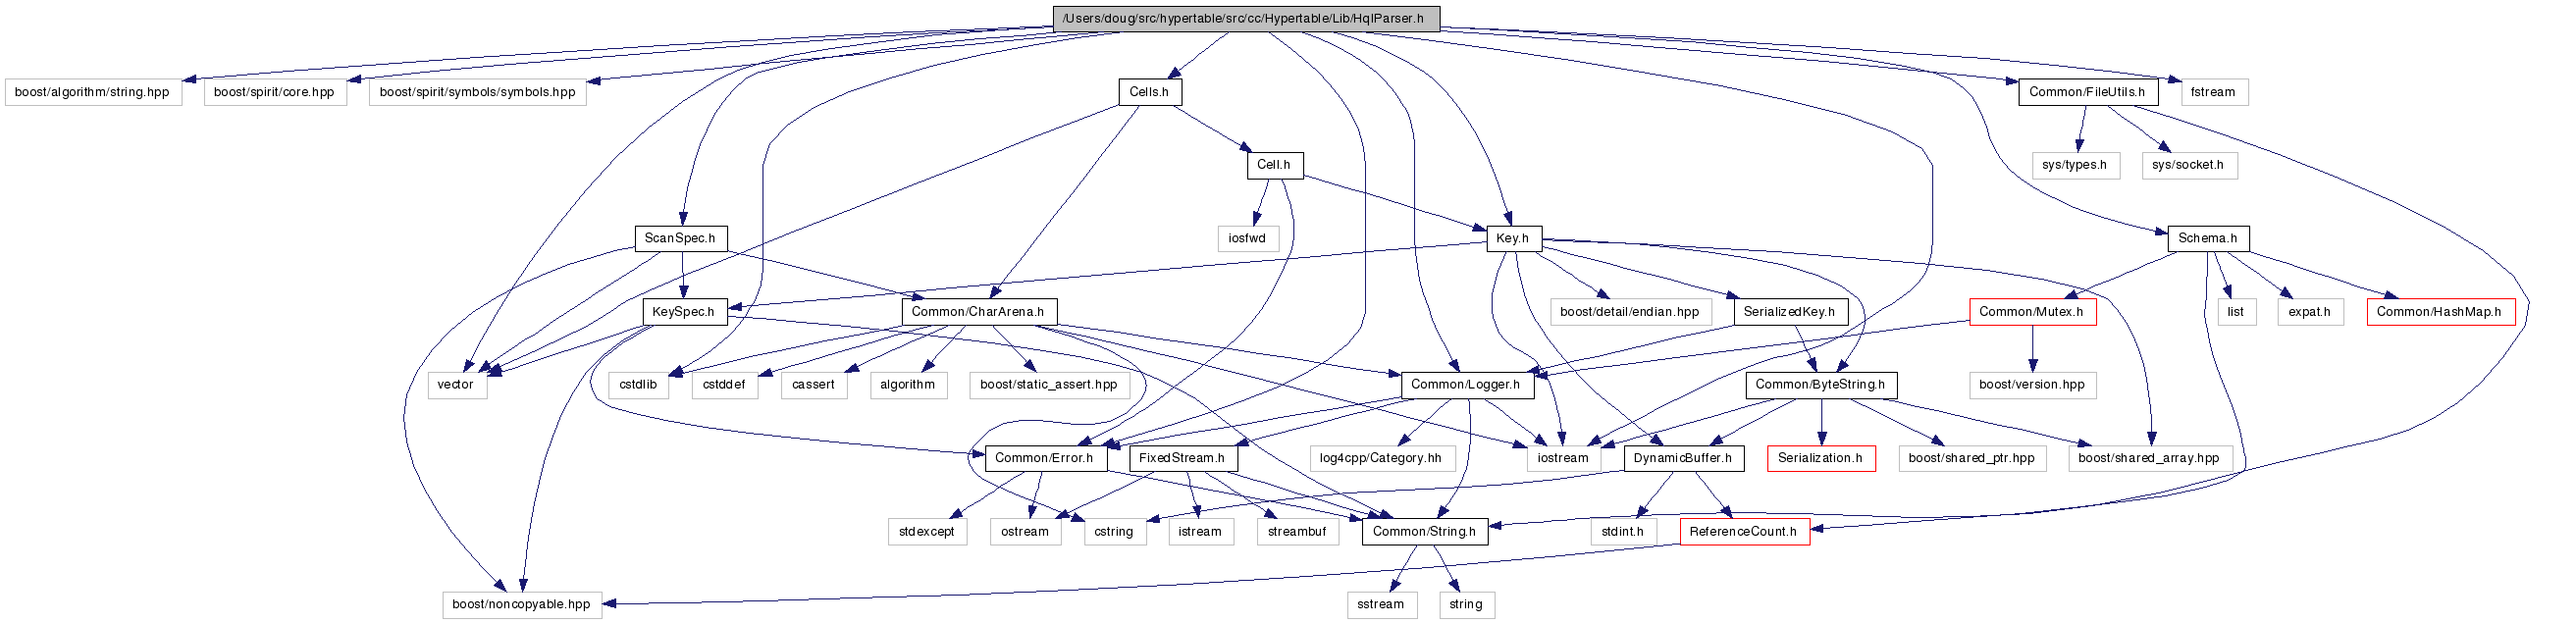 /Users/doug/src/hypertable/src/cc/Hypertable/Lib/HqlParser.h
boost/algorithm/string.hpp
boost/spirit/core.hpp
boost/spirit/symbols/symbols.hpp
Cells.h
Common/FileUtils.h
fstream
Cell.h
sys/types.h
sys/socket.h
ScanSpec.h
iosfwd
Key.h
Schema.h
KeySpec.h
Common/CharArena.h
boost/detail/endian.hpp
SerializedKey.h
Common/Mutex.h
list
expat.h
Common/HashMap.h
vector
cstdlib
cstddef
cassert
algorithm
boost/static_assert.hpp
Common/Logger.h
Common/ByteString.h
boost/version.hpp
Common/Error.h
FixedStream.h
log4cpp/Category.hh
iostream
DynamicBuffer.h
Serialization.h
boost/shared_ptr.hpp
boost/shared_array.hpp
stdexcept
ostream
cstring
istream
streambuf
Common/String.h
stdint.h
ReferenceCount.h
boost/noncopyable.hpp
sstream
string